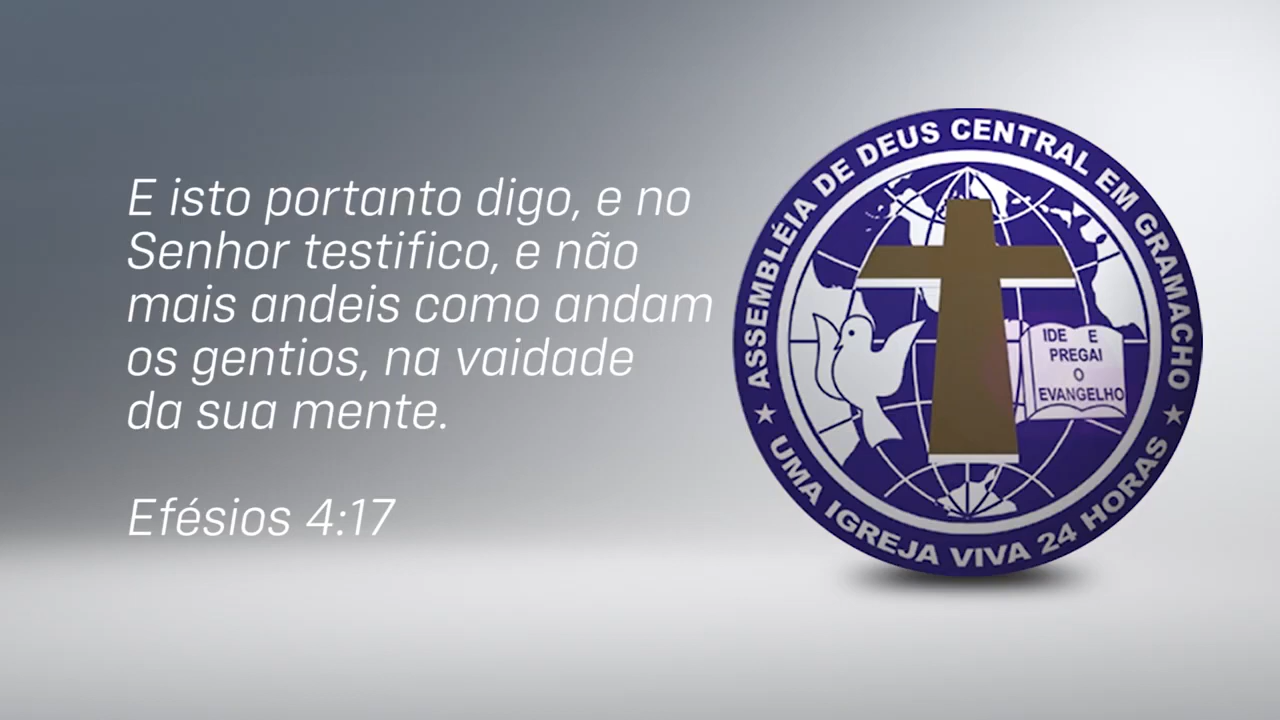 E isto portanto digo, e no
Senhor testifico, e não
mais andeis como andam
os gentios, na vaidade
da sua mente.
Efésios 4:17
ASSEMBLÉIA DE DEUS CENTRAL EM GRAMACHO
IDE E
PREGAI
O
EVANGELHO
★ UMA IGREJA VIVA 24 HORAS ★